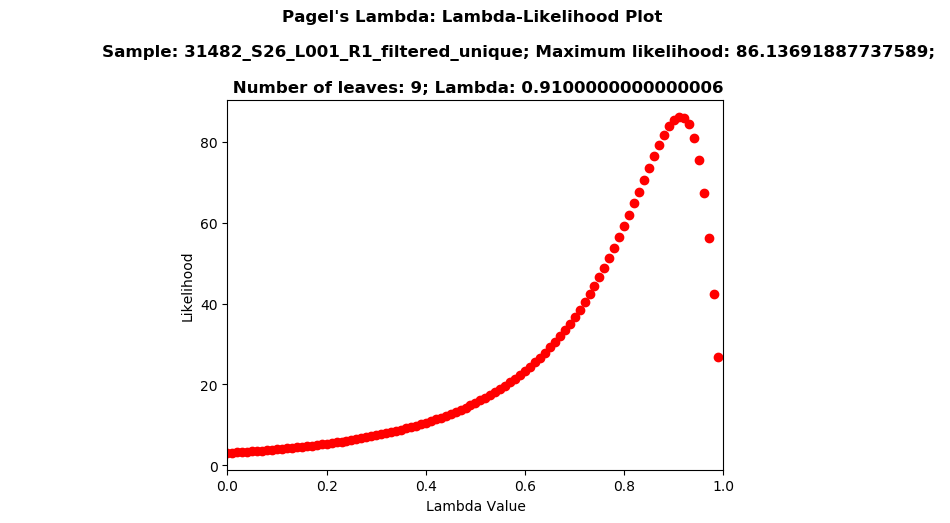 Pagel's Lambda: Lambda-Likelihood Plot
Sample: 31482_S26_L001_R1_filtered_unique; Maximum likelihood: 86.13691887737589;
Number of leaves: 9; Lambda: 0.9100000000000006
80
60
40
20
0
Likelihood
0.0 0.2 0.4 0.6 0.8 1.0
Lambda Value